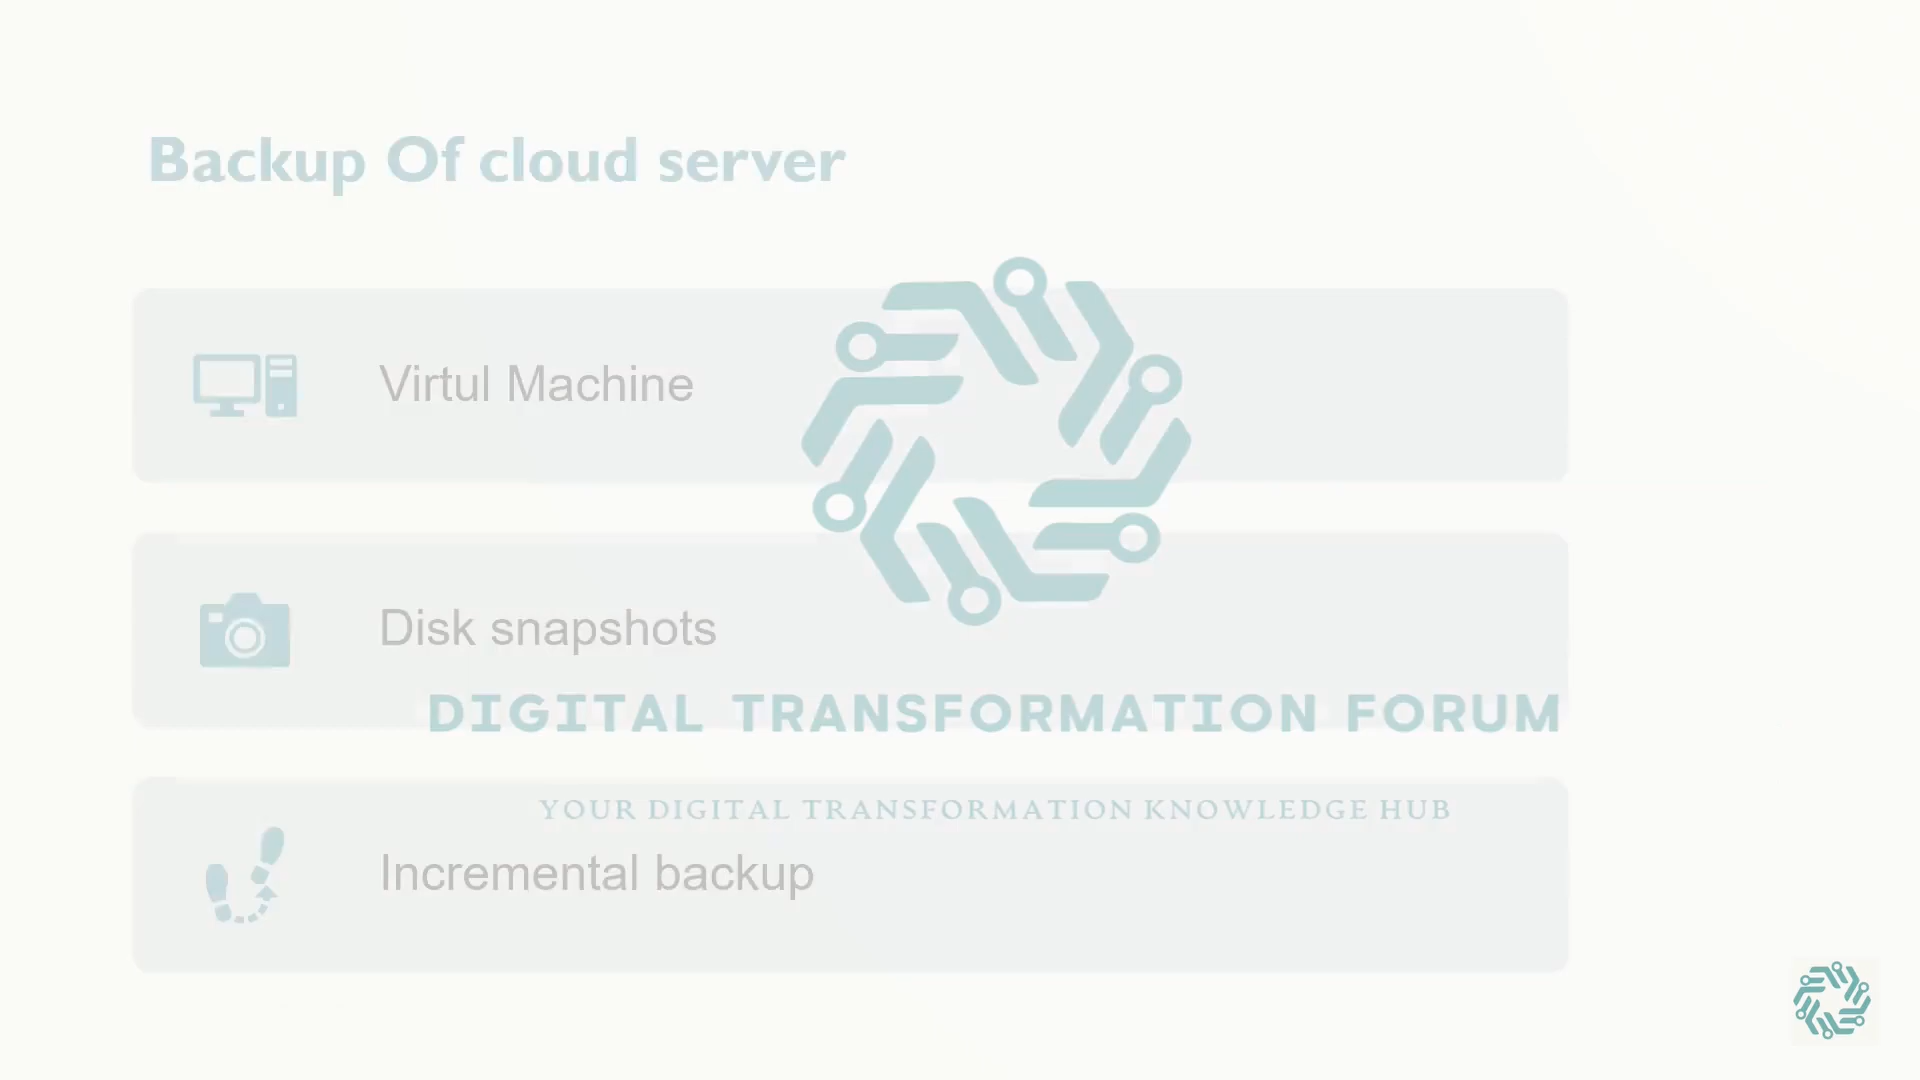 Backup Of cloud server
Virtul Machine
Disk snapshots
DIGITAL TRANSFORMATION FORUM
YOUR DIGITAL TRANSFORMATION KNOWLEDGE HUB
Incremental backup